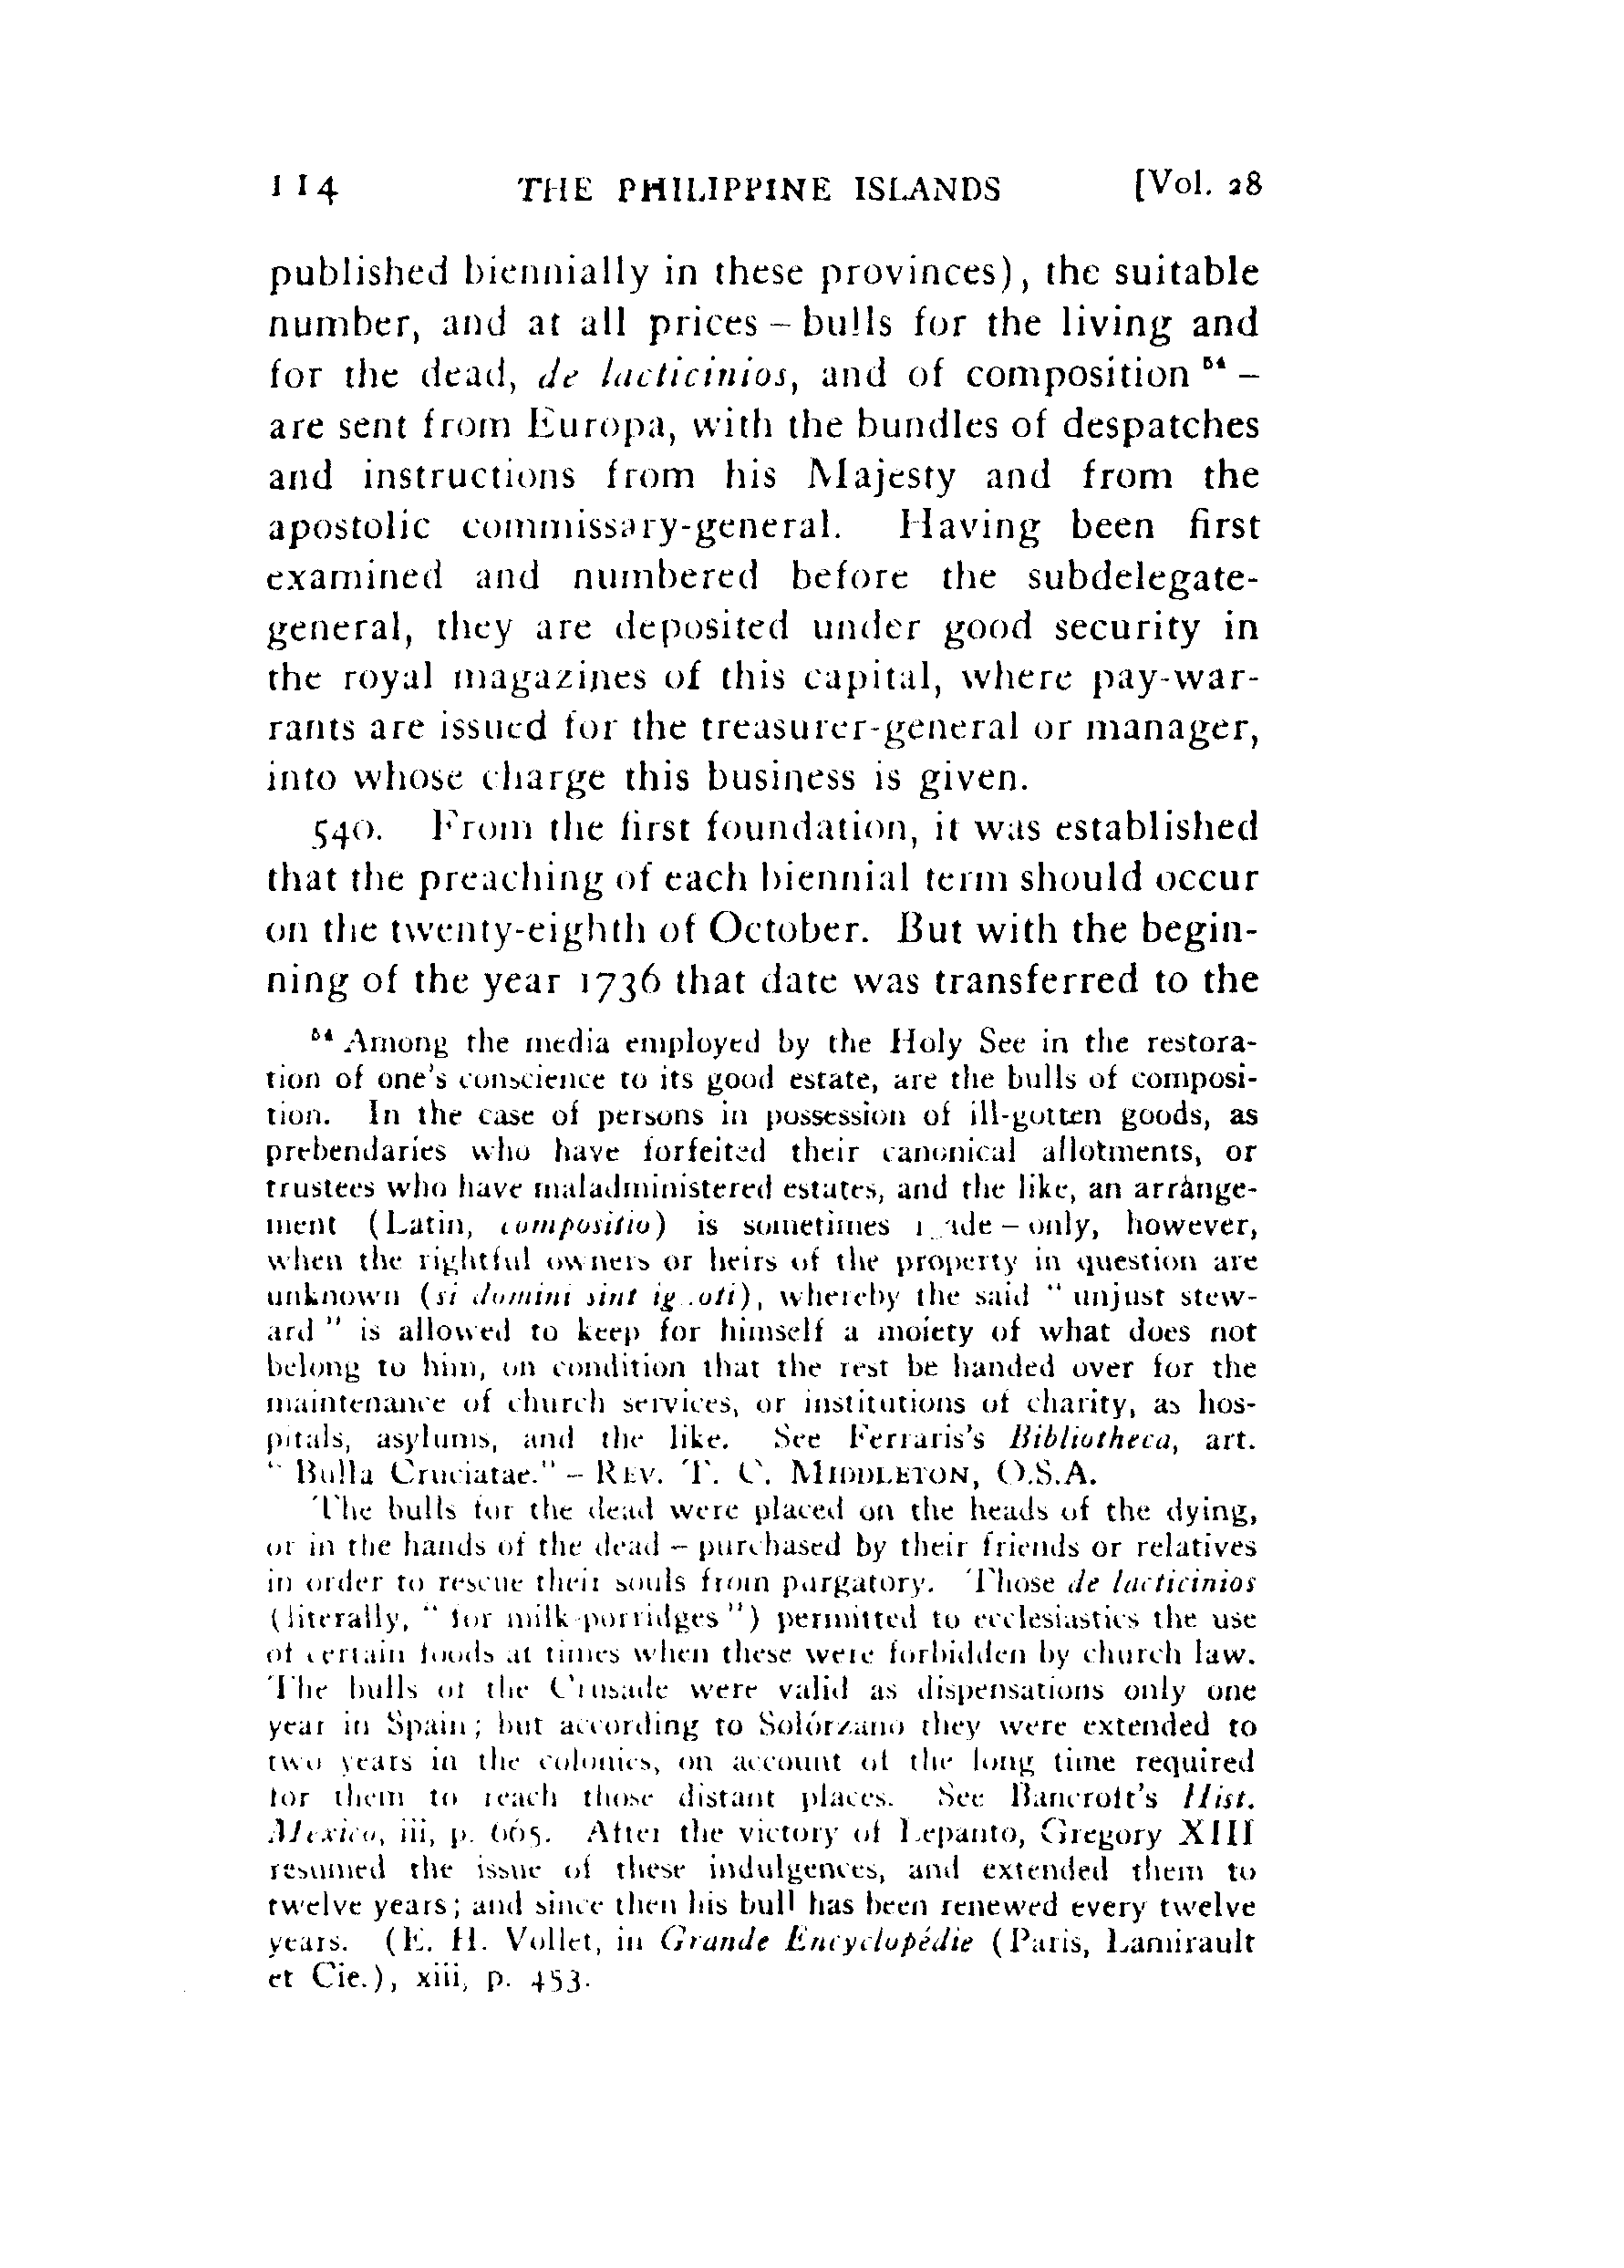 114 THE PHILIPPINE ISLANDS [Vol. 28
published biennially in these provinces), the suitable
number, and at all prices – bulls for the living and
for the dead, de lacticinios, and of composition 54 –
are sent from Europa, with the bundles of despatches
and instructions from his Majesty and from the
apostolic commissary-general. Having been first
examined and numbered before the subdelegate-
general, they are deposited under good security in
the royal magazines of this capital, where pay-war-
rants are issued for the treasurer-general or manager,
into whose charge this business is given.
540. From the first foundation, it was established
that the preaching of each biennial term should occur
on the twenty-eighth of October. But with the begin-
ning of the year 1736 that date was transferred to the
54 Among the media employed by the Holy See in the restora-
tion of one's conscience to its good estate, are the bulls of composi-
tion. In the case of persons in possession of ill-gotten goods, as
prebendaries who have forfeited their canonical allotments, or
trustees who have maladministered estates, and the like, an arrange-
ment (Latin, compositio) is sometimes made – only, however,
when the rightful owners or heirs of the property in question are
unknown (si domini sint), whereby the said " unjust stew-
ard " is allowed to keep for himself a moiety of what does not
belong to him, on condition that the rest be handed over for the
maintenance of church services, or institutions of charity, as hos-
pitals, asylums, and the like. See Ferraris's Bibliotheca, art.
" Bulla Cruciatae." – REV. T. C. MIDDLETON, O.S.A.
The bulls for the dead were placed on the heads of the dying,
or in the hands of the dead – purchased by their friends or relatives
in order to rescue their souls from purgatory. Those de lacticinios
(literally, " for milk-porridges ") permitted to ecclesiastics the use
of certain foods at times when these were forbidden by church law.
The bulls of the Crusade were valid as dispensations only one
year in Spain; but according to Solórzano they were extended to
two years in the colonies, on account of the long time required
for them to reach those distant places. See Bancroft's Hist.
Mexico, iii, p. 665. After the victory of Lepanto, Gregory XIII
resumed the issue of these indulgences, and extended them to
twelve years; and since then his bull has been renewed every twelve
years. (E. H. Vollet, in Grande Encyclopédie (Paris, Lamirault
et Cie.), xiii, p. 453.